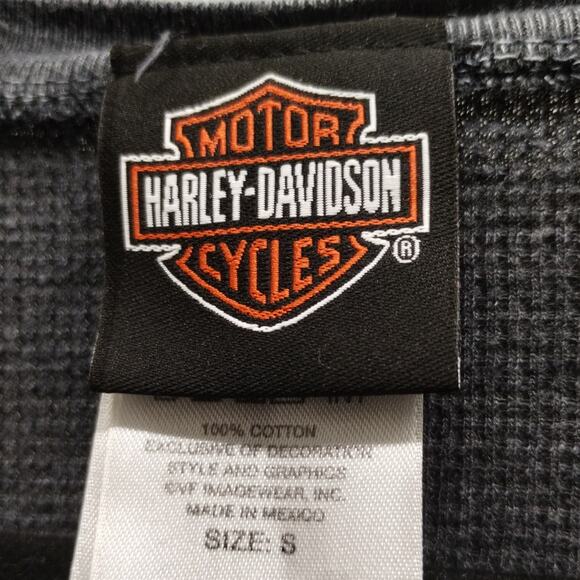 MOTOR
HARLEY-DAVIDSON
CYCLES
®
100% COTTON
EXCLUSIVE OF DECORATION
STYLE AND GRAPHICS
©VF IMAGEWEAR, INC.
MADE IN MEXICO
SIZE: S